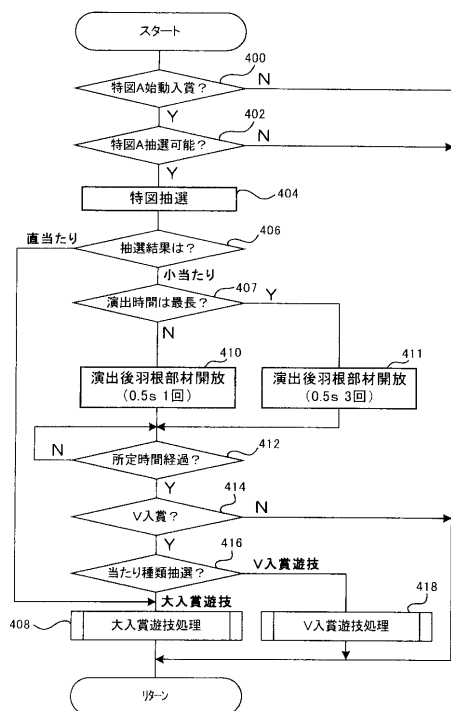 スタート
400
特図A始動入賞？
N
Y
402
特図A抽選可能？
N
Y
特図抽選
404
406
直当たり
抽選結果は？
小当たり
407
演出時間は最長？
Y
N
410
411
演出後羽根部材開放
(0.5s 1回)
演出後羽根部材開放
(0.5s 3回)
412
N
所定時間経過？
Y
414
V入賞？
N
Y
416
当たり種類抽選？
V入賞遊技
大入賞遊技
418
408
大入賞遊技処理
V入賞遊技処理
リターン